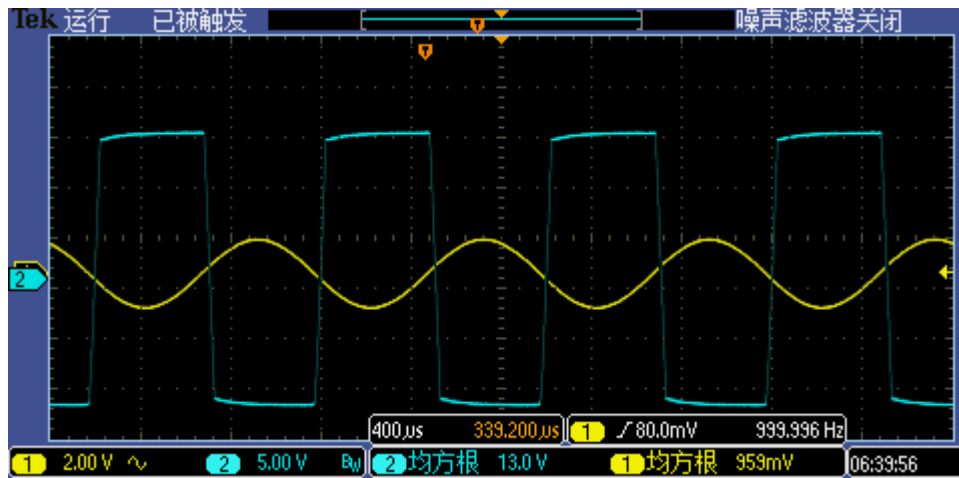 Tek 运行 已被触发 噪声滤波器关闭
T
T
2
400µs 339.200µs 1 ∫ 80.0mV 999.996 Hz
1 2.00 V ∿ 2 5.00 V BW 2 均方根 13.0 V 1 均方根 959mV 06:39:56